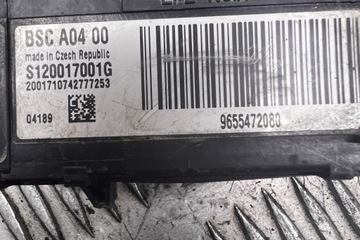 BSC A04 00
made in Czech Republic
S120017001G
2001710742777253
04189
9655472080